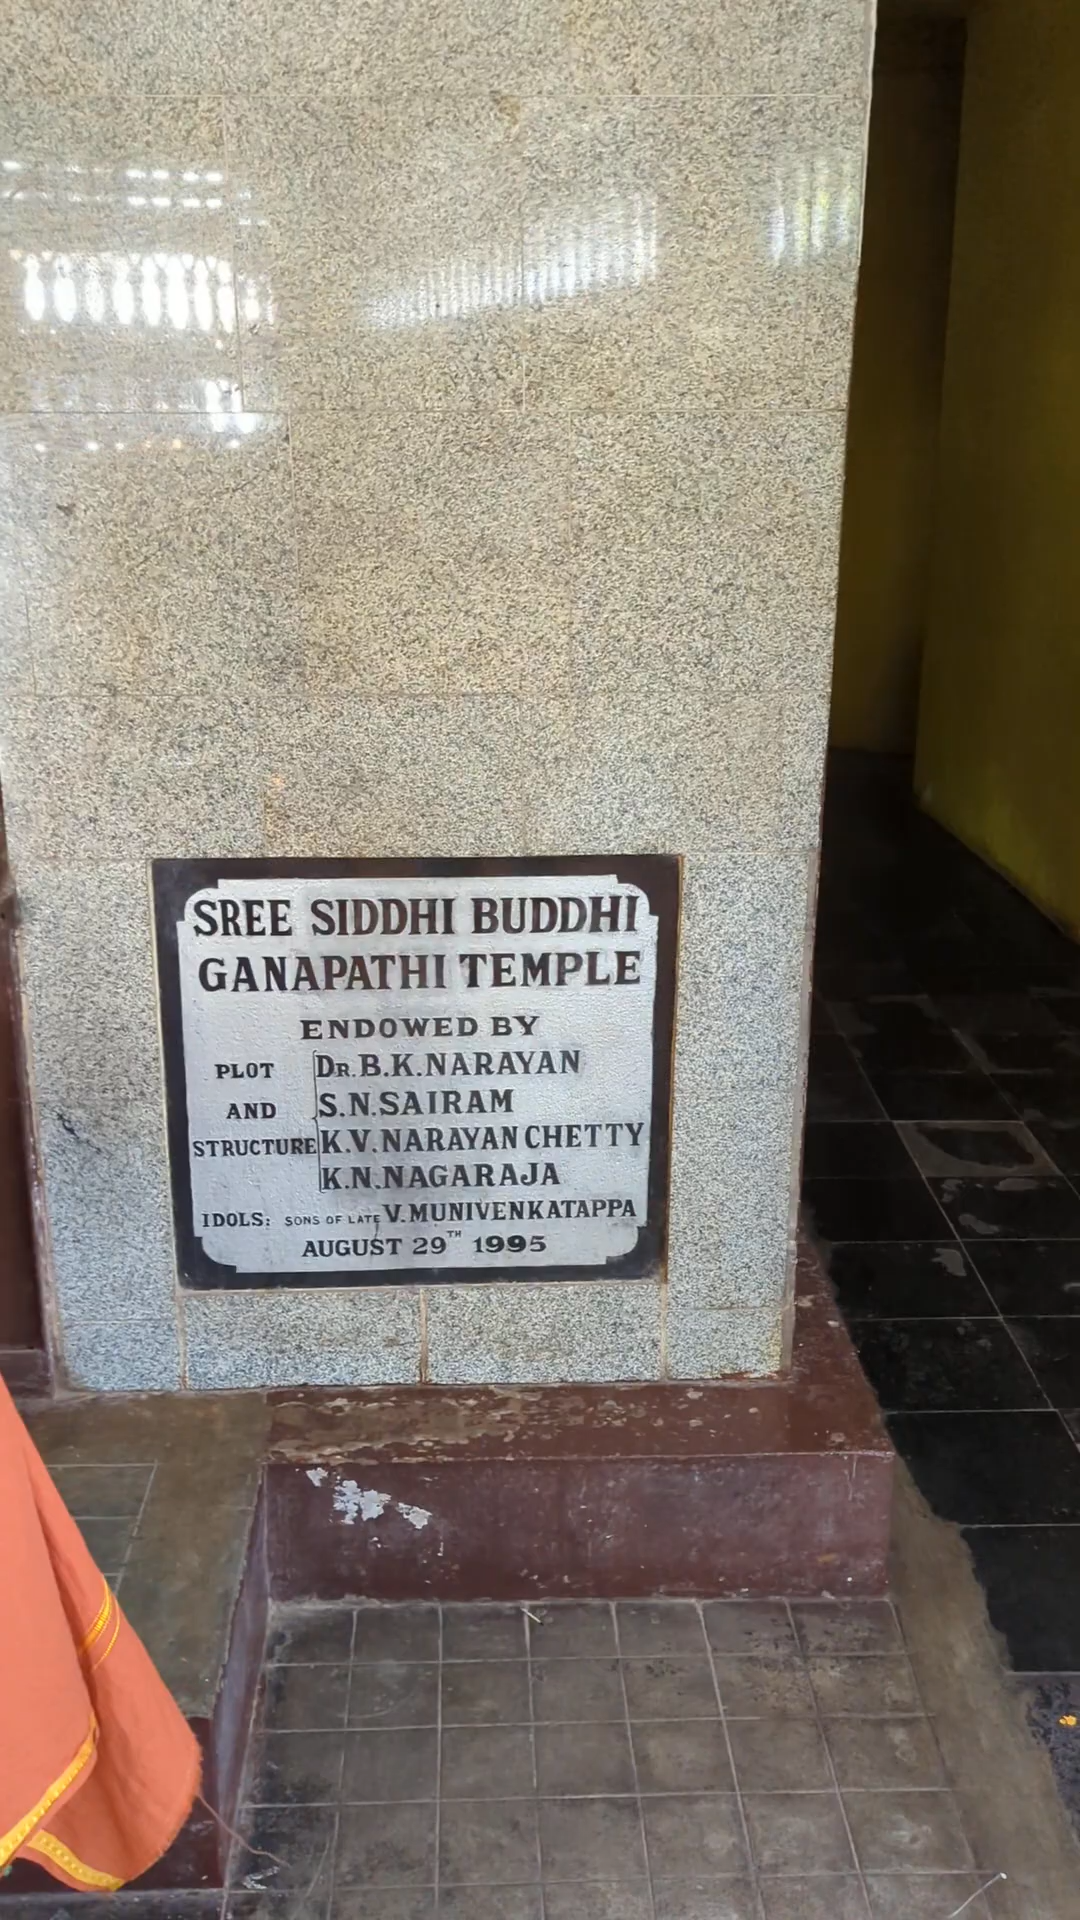 SREE SIDDHI BUDDHI
GANAPATHI TEMPLE
ENDOWED BY
PLOT DR. B.K.NARAYAN
AND S.N.SAIRAM
STRUCTURE K.V.NARAYAN CHETTY
K.N.NAGARAJA
IDOLS: SONS OF LATE V.MUNIVENKATAPPA
AUGUST 29TH 1995